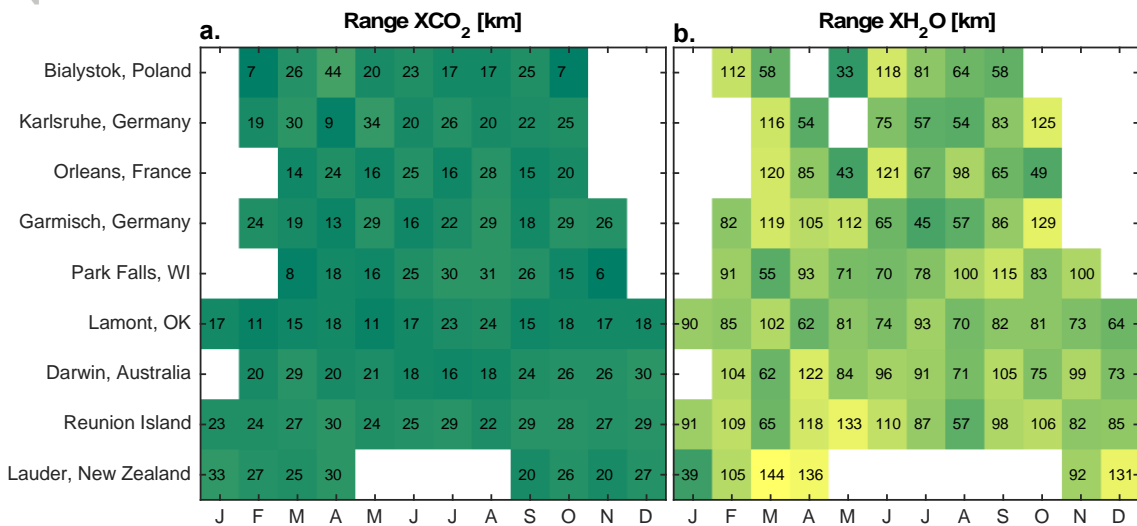 a. Range XCO2 [km]
b. Range XH2O [km]
Bialystok, Poland 7 26 44 20 23 17 17 25 7 112 58 33 118 81 64 58
Karlsruhe, Germany 19 30 9 34 20 26 20 22 25 116 54 75 57 54 83 125
Orleans, France 14 24 16 25 16 28 15 20 120 85 43 121 67 98 65 49
Garmisch, Germany 24 19 13 29 16 22 29 18 29 26 82 119 105 112 65 45 57 86 129
Park Falls, WI 8 18 16 25 30 31 26 15 6 91 55 93 71 70 78 100 115 83 100
Lamont, OK 17 11 15 18 11 17 23 24 15 18 17 18 90 85 102 62 81 74 93 70 82 81 73 64
Darwin, Australia 20 29 20 21 18 16 18 24 26 26 30 104 62 122 84 96 91 71 105 75 99 73
Reunion Island 23 24 27 30 24 25 29 22 29 28 27 29 91 109 65 118 133 110 87 57 98 106 82 85
Lauder, New Zealand 33 27 25 30 20 26 20 27 39 105 144 136 92 131
J F M A M J J A S O N D J F M A M J J A S O N D